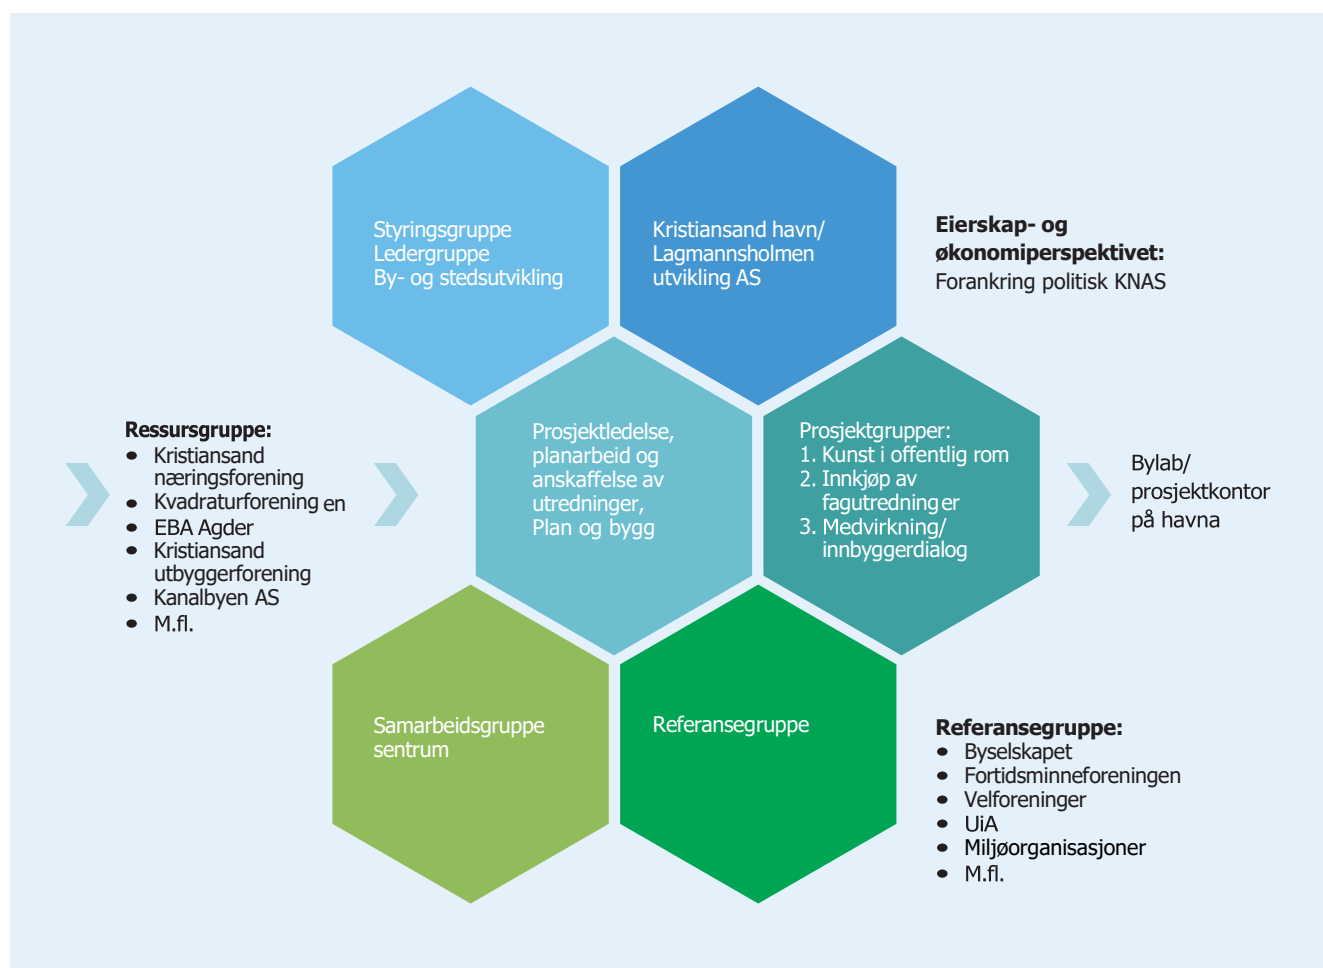 Styringsgruppe
Ledergruppe
By- og stedsutvikling
Kristiansand havn/
Lagmannsholmen
utvikling AS
Eierskap- og
økonomiperspektivet:
Forankring politisk KNAS
Ressursgruppe:
• Kristiansand
næringsforening
• Kvadraturforening en
• EBA Agder
• Kristiansand
utbyggerforening
• Kanalbyen AS
• M.fl.
Prosjektledelse,
planarbeid og
anskaffelse av
utredninger,
Plan og bygg
Prosjektgrupper:
1. Kunst i offentlig rom
2. Innkjøp av
fagutredninger
3. Medvirkning/
innbyggerdialog
Bylab/
prosjektkontor
på havna
Samarbeidsgruppe
sentrum
Referansegruppe
Referansegruppe:
• Byselskapet
• Fortidsminneforeningen
• Velforeninger
• UiA
• Miljøorganisasjoner
• M.fl.